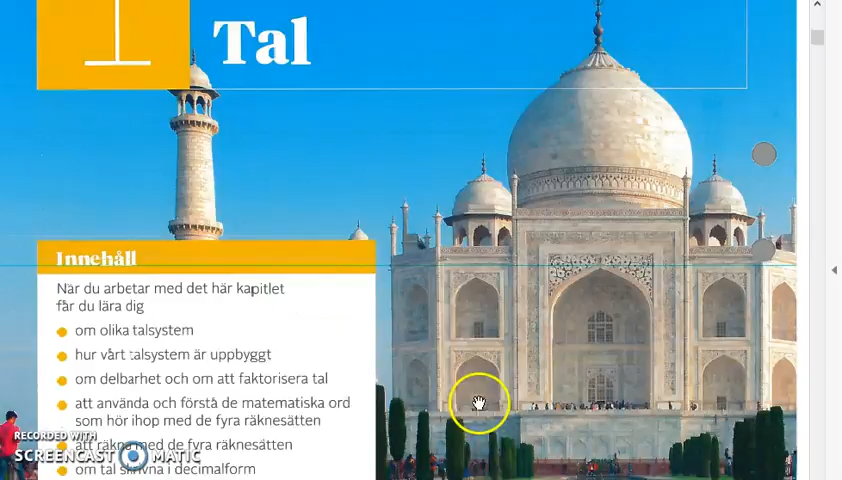 1 Tal
Innehåll
När du arbetar med det här kapitlet
får du lära dig
om olika talsystem
hur vårt talsystem är uppbyggt
om delbarhet och om att faktorisera tal
att använda och förstå de matematiska ord
som hör ihop med de fyra räknesätten
att räkna med de fyra räknesätten
om tal skrivna i decimalform
RECORDED WITH
SCREENCAST MATIC